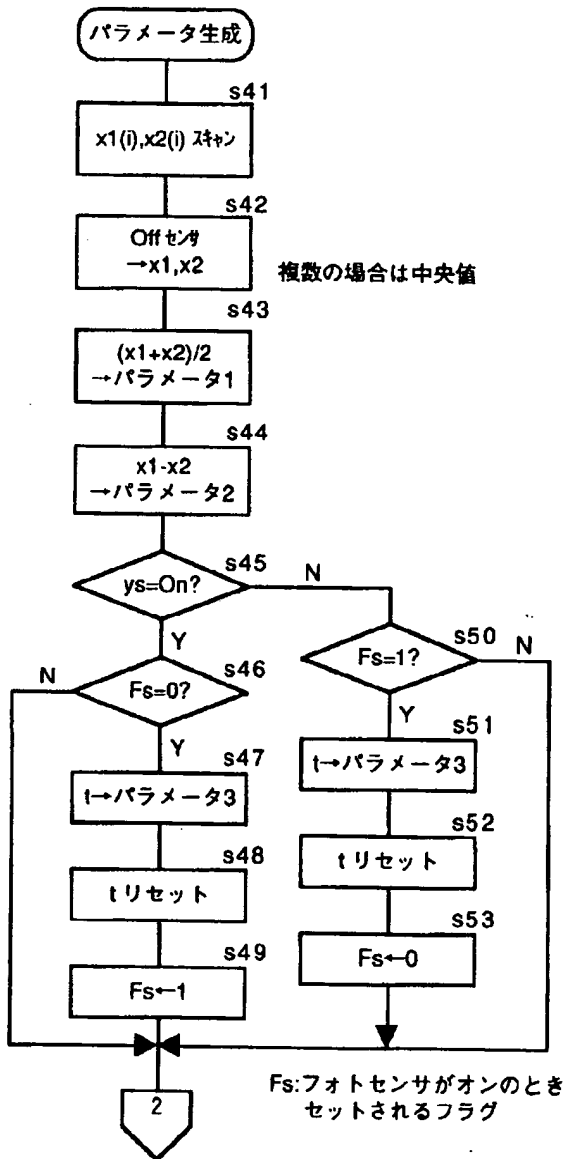 パラメータ生成
s41
x1(i),x2(i) スキャン
s42
Off センサ
→x1,x2
複数の場合は中央値
s43
(x1+x2)/2
→パラメータ1
s44
x1-x2
→パラメータ2
s45
ys=On?
N
Y
s46
N
Fs=0?
Y
s47
t→パラメータ3
s48
t リセット
s49
Fs←1
s50
N
Fs=1?
Y
s51
t→パラメータ3
s52
t リセット
s53
Fs←0
2
Fs:フォトセンサがオンのとき
セットされるフラグ